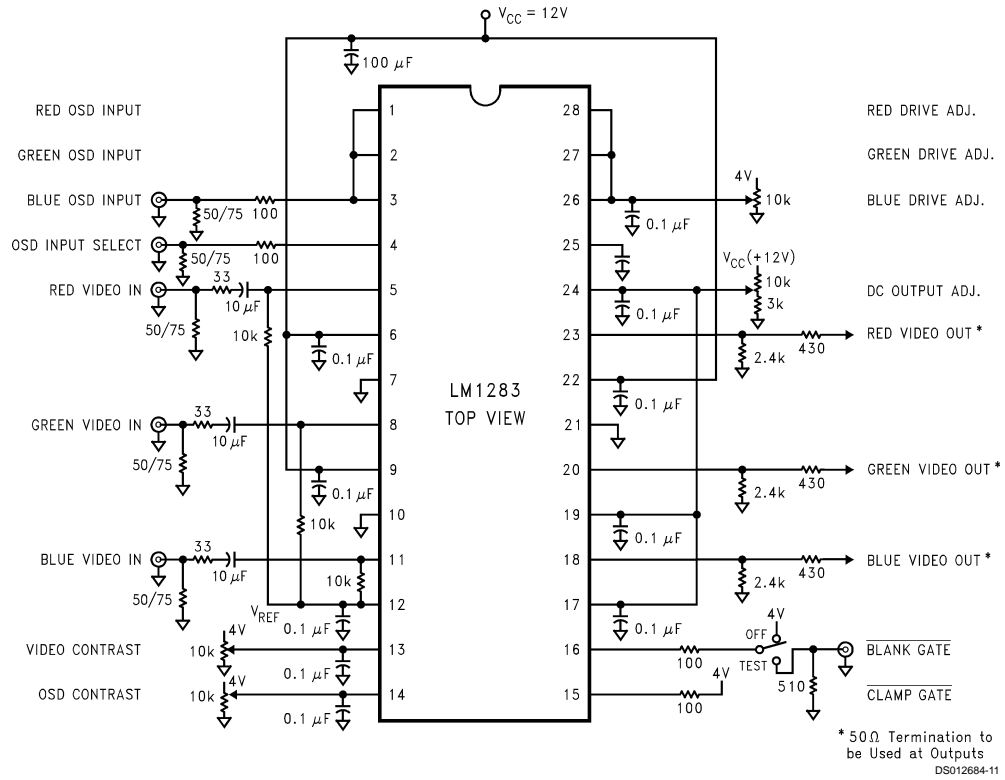 V_CC = 12V
100 μF
RED OSD INPUT
1
28
RED DRIVE ADJ.
GREEN OSD INPUT
2
27
GREEN DRIVE ADJ.
4V
10k
BLUE OSD INPUT
50/75
100
3
26
0.1 μF
BLUE DRIVE ADJ.
OSD INPUT SELECT
50/75
100
4
25
V_CC(+12V)
10k
3k
RED VIDEO IN
33
10 μF
50/75
10k
5
24
0.1 μF
DC OUTPUT ADJ.
0.1 μF
6
23
2.4k
430
RED VIDEO OUT*
7
22
0.1 μF
LM1283
TOP VIEW
GREEN VIDEO IN
33
10 μF
50/75
8
21
0.1 μF
9
20
2.4k
430
GREEN VIDEO OUT*
10k
10
19
0.1 μF
BLUE VIDEO IN
33
10 μF
50/75
10k
11
18
2.4k
430
BLUE VIDEO OUT*
V_REF
0.1 μF
12
17
0.1 μF
VIDEO CONTRAST
4V
10k
0.1 μF
13
16
100
OFF
4V
TEST
510
BLANK GATE
OSD CONTRAST
4V
10k
0.1 μF
14
15
100
4V
CLAMP GATE
* 50Ω Termination to
be Used at Outputs
DS012684-11